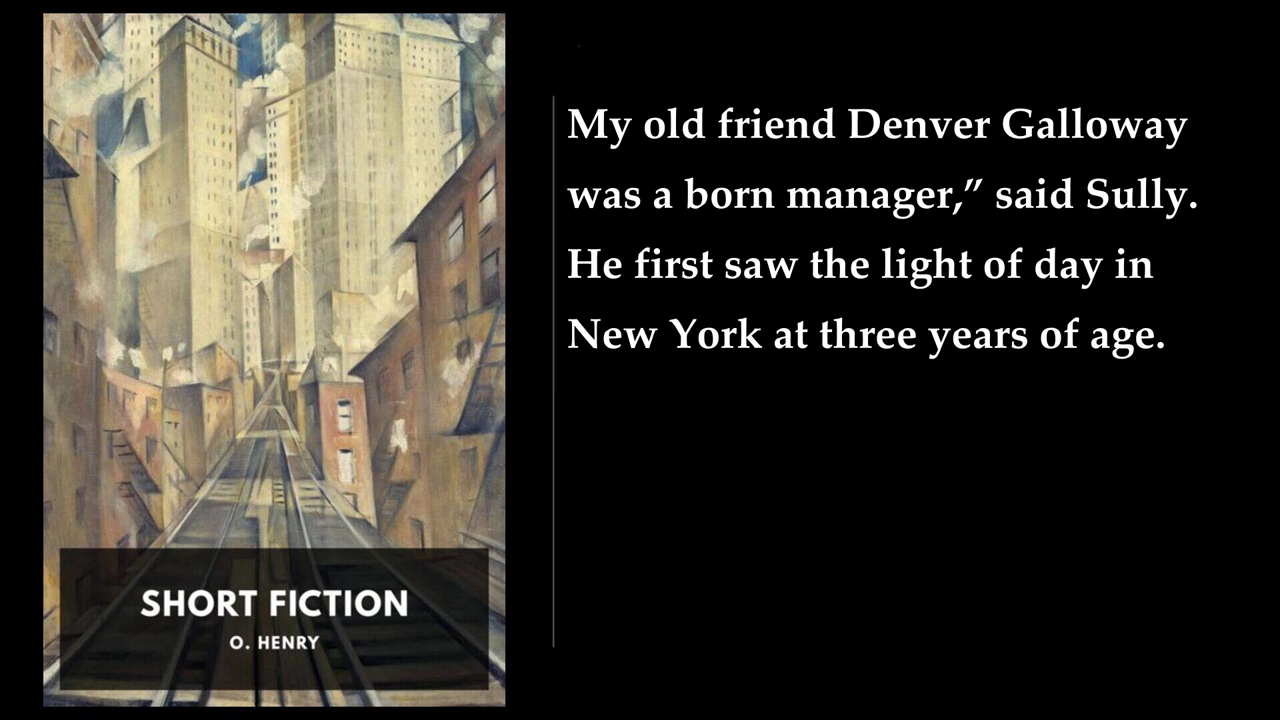 My old friend Denver Galloway
was a born manager,” said Sully.
He first saw the light of day in
New York at three years of age.
SHORT FICTION
O. HENRY